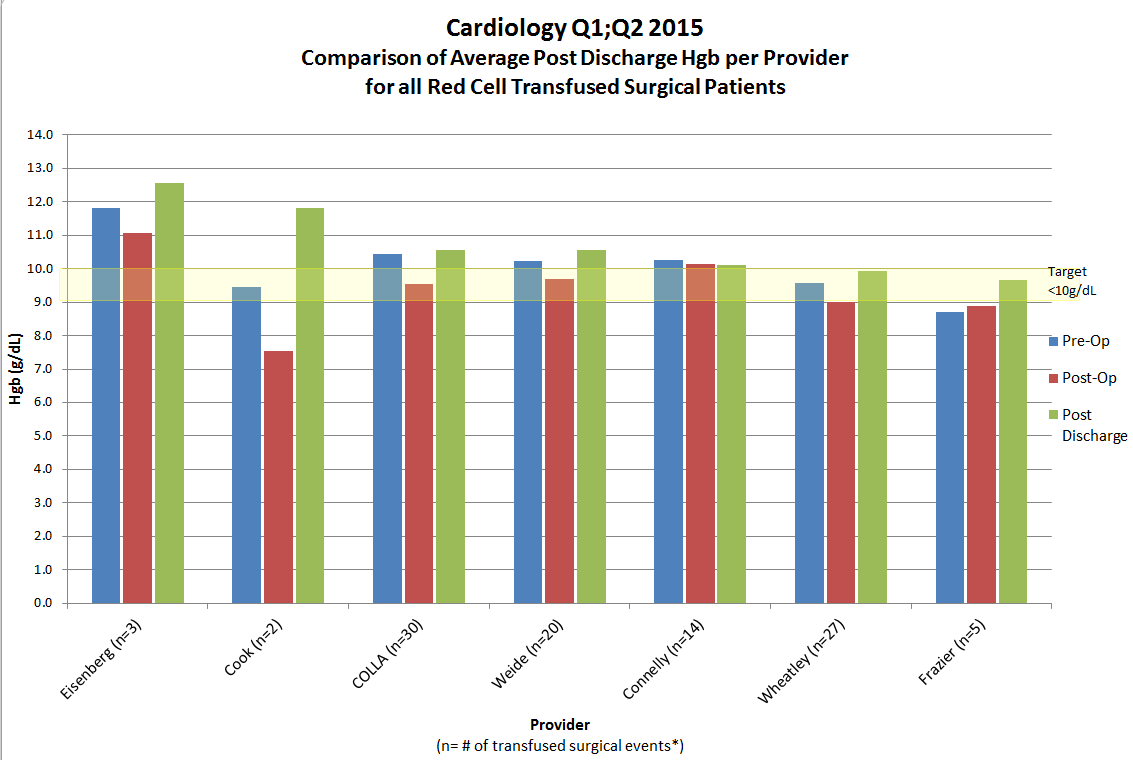 Cardiology Q1;Q2 2015
Comparison of Average Post Discharge Hgb per Provider
for all Red Cell Transfused Surgical Patients
14.0
13.0
12.0
11.0
10.0
9.0
8.0
7.0
6.0
5.0
4.0
3.0
2.0
1.0
0.0
Hgb (g/dL)
Target
<10g/dL
Pre-Op
Post-Op
Post
Discharge
Eisenberg (n=3)
Cook (n=2)
COLLA (n=30)
Weide (n=20)
Connelly (n=14)
Wheatley (n=27)
Frazier (n=5)
Provider
(n= # of transfused surgical events*)